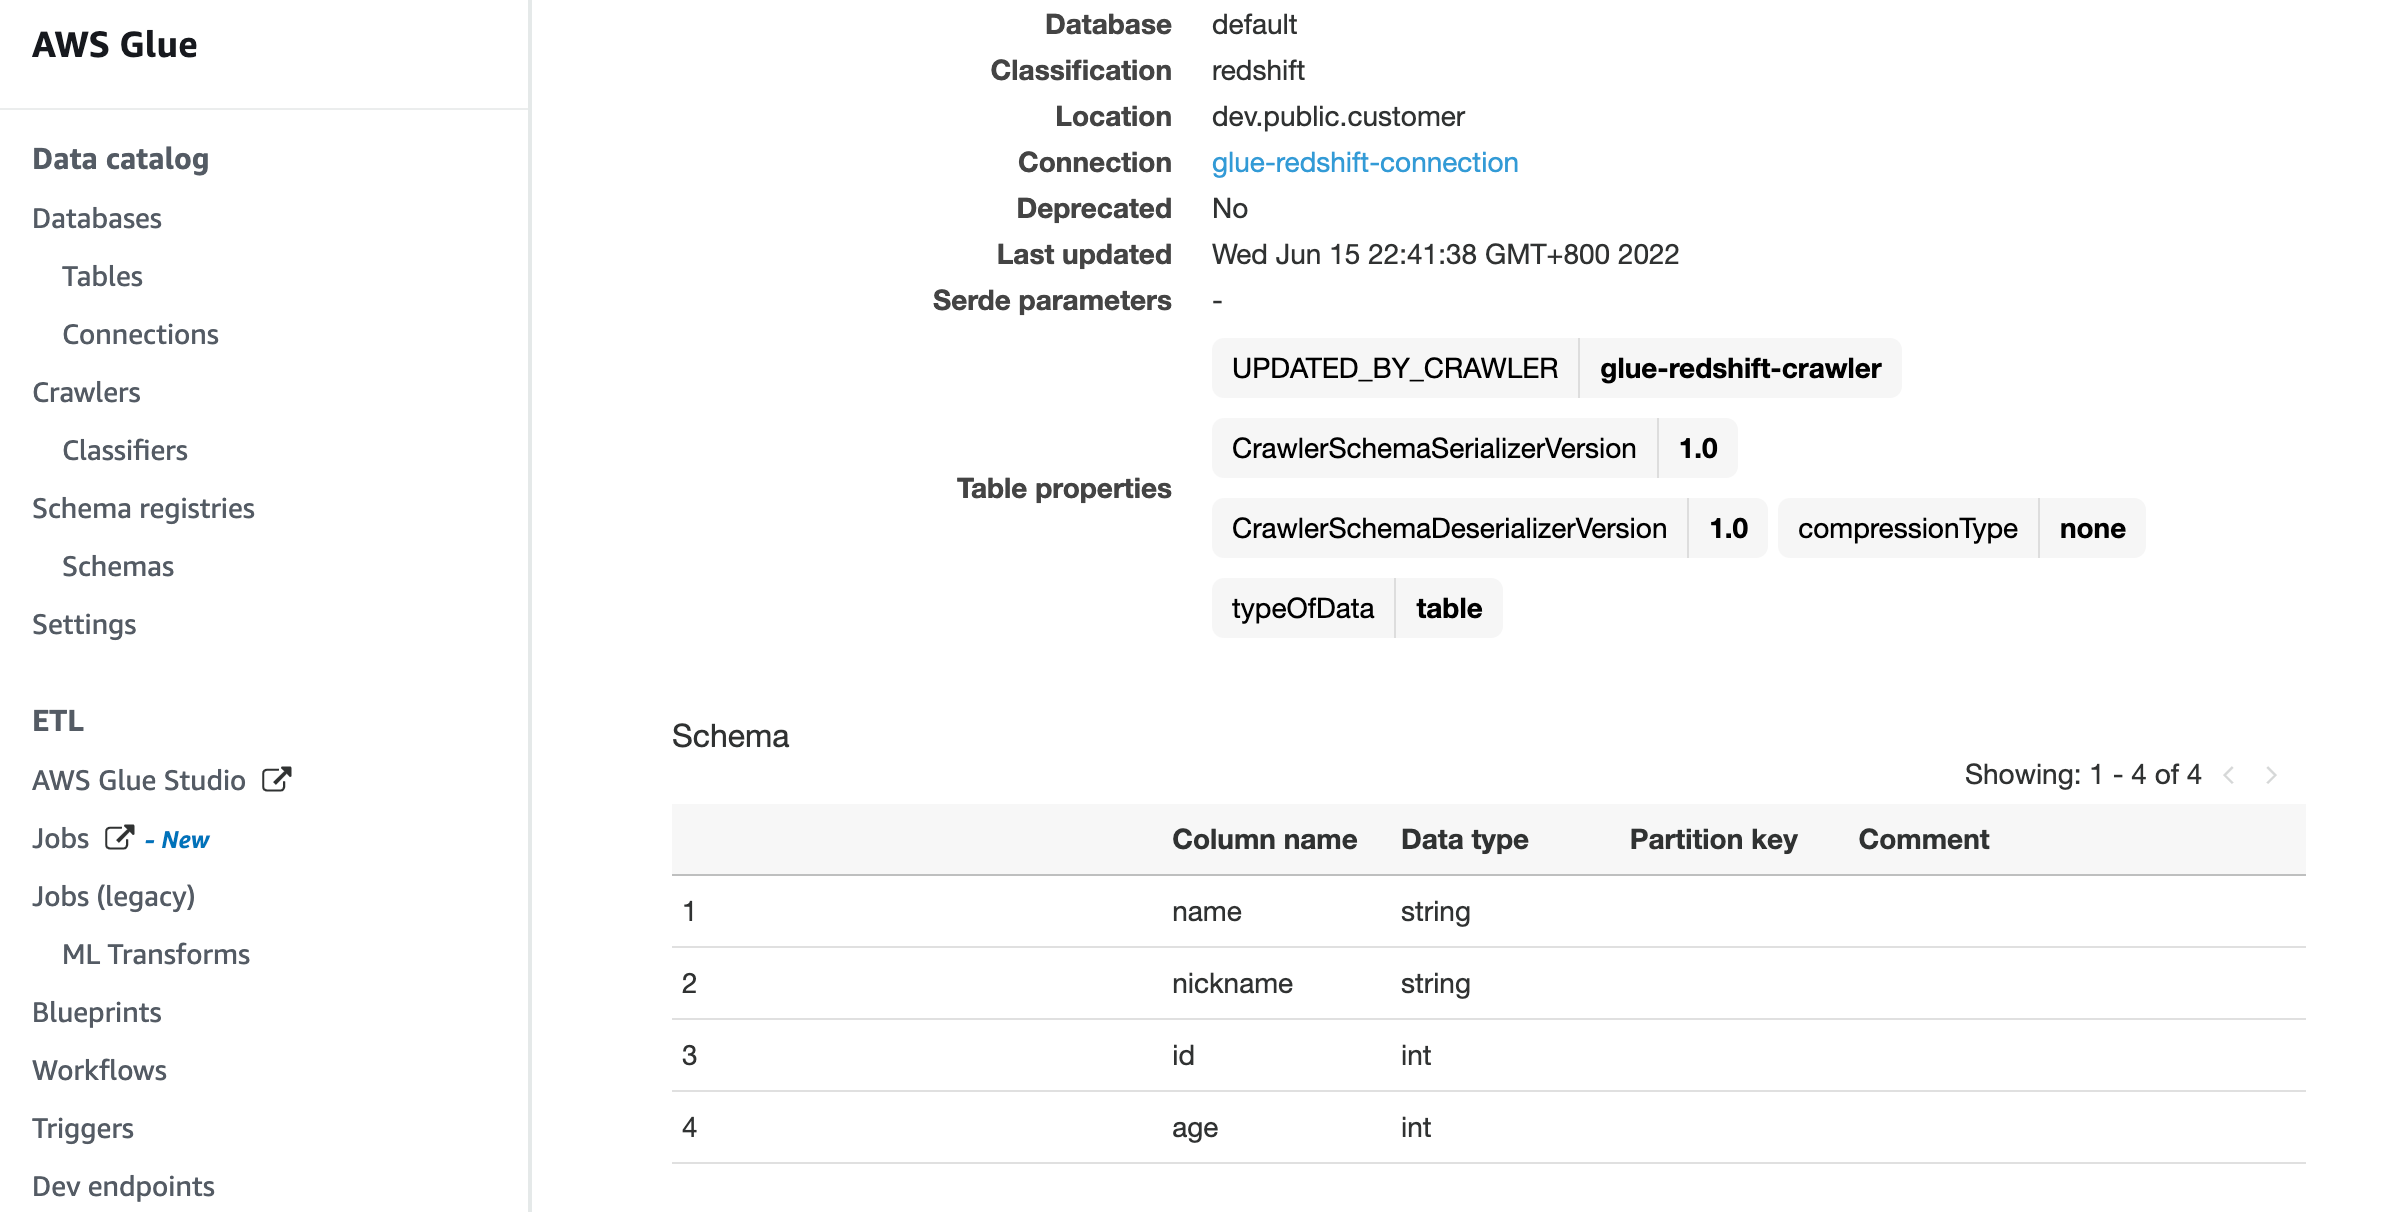 AWS Glue
Data catalog
Databases
Tables
Connections
Crawlers
Classifiers
Schema registries
Schemas
Settings
ETL
AWS Glue Studio
Jobs - New
Jobs (legacy)
ML Transforms
Blueprints
Workflows
Triggers
Dev endpoints
Database default
Classification redshift
Location dev.public.customer
Connection glue-redshift-connection
Deprecated No
Last updated Wed Jun 15 22:41:38 GMT+800 2022
Serde parameters -
Table properties
UPDATED_BY_CRAWLER glue-redshift-crawler
CrawlerSchemaSerializerVersion 1.0
CrawlerSchemaDeserializerVersion 1.0 compressionType none
typeOfData table
Schema
Showing: 1 - 4 of 4 < >
Column name Data type Partition key Comment
1 name string
2 nickname string
3 id int
4 age int